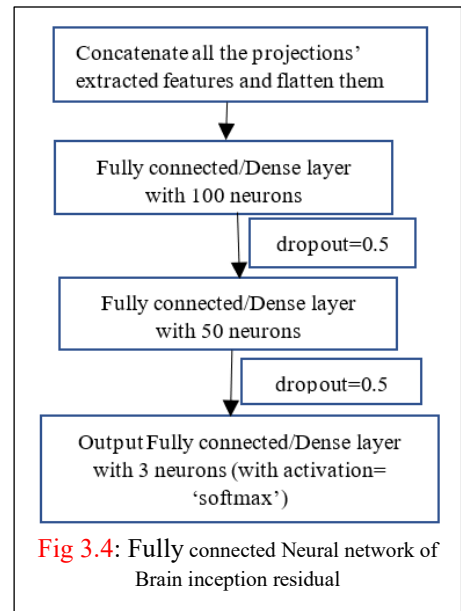 Concatenate all the projections'
extracted features and flatten them
Fully connected/Dense layer
with 100 neurons
dropout=0.5
Fully connected/Dense layer
with 50 neurons
dropout=0.5
Output Fully connected/Dense layer
with 3 neurons (with activation=
'softmax')
Fig 3.4: Fully connected Neural network of
Brain inception residual